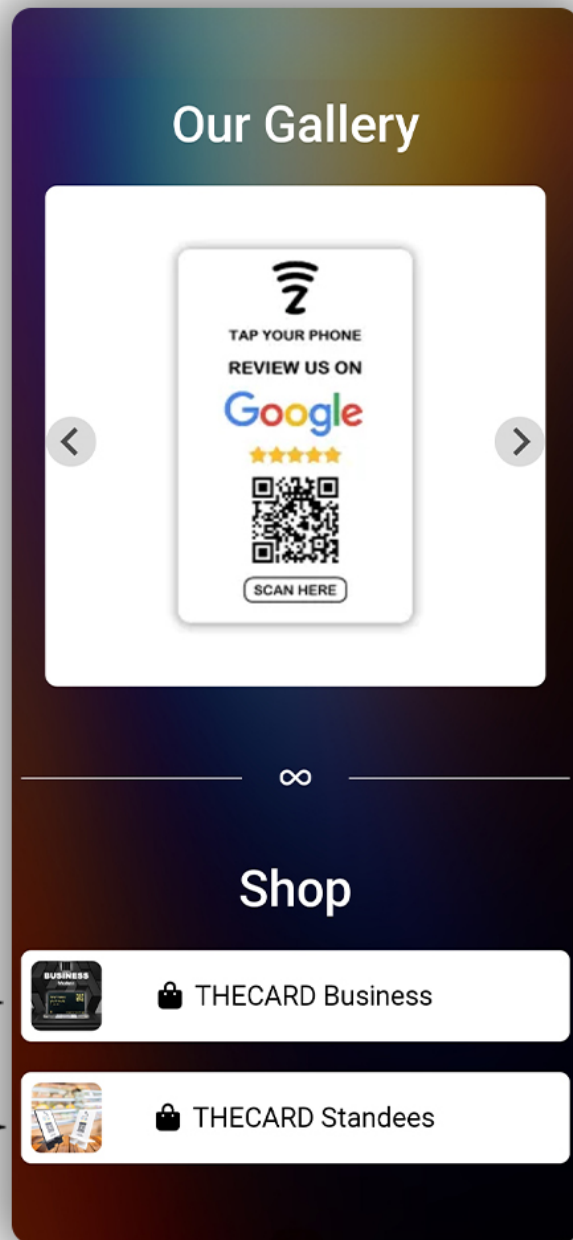 Our Gallery
TAP YOUR PHONE
REVIEW US ON
Google
SCAN HERE
Shop
BUSINESS
THECARD Business
THECARD Standees